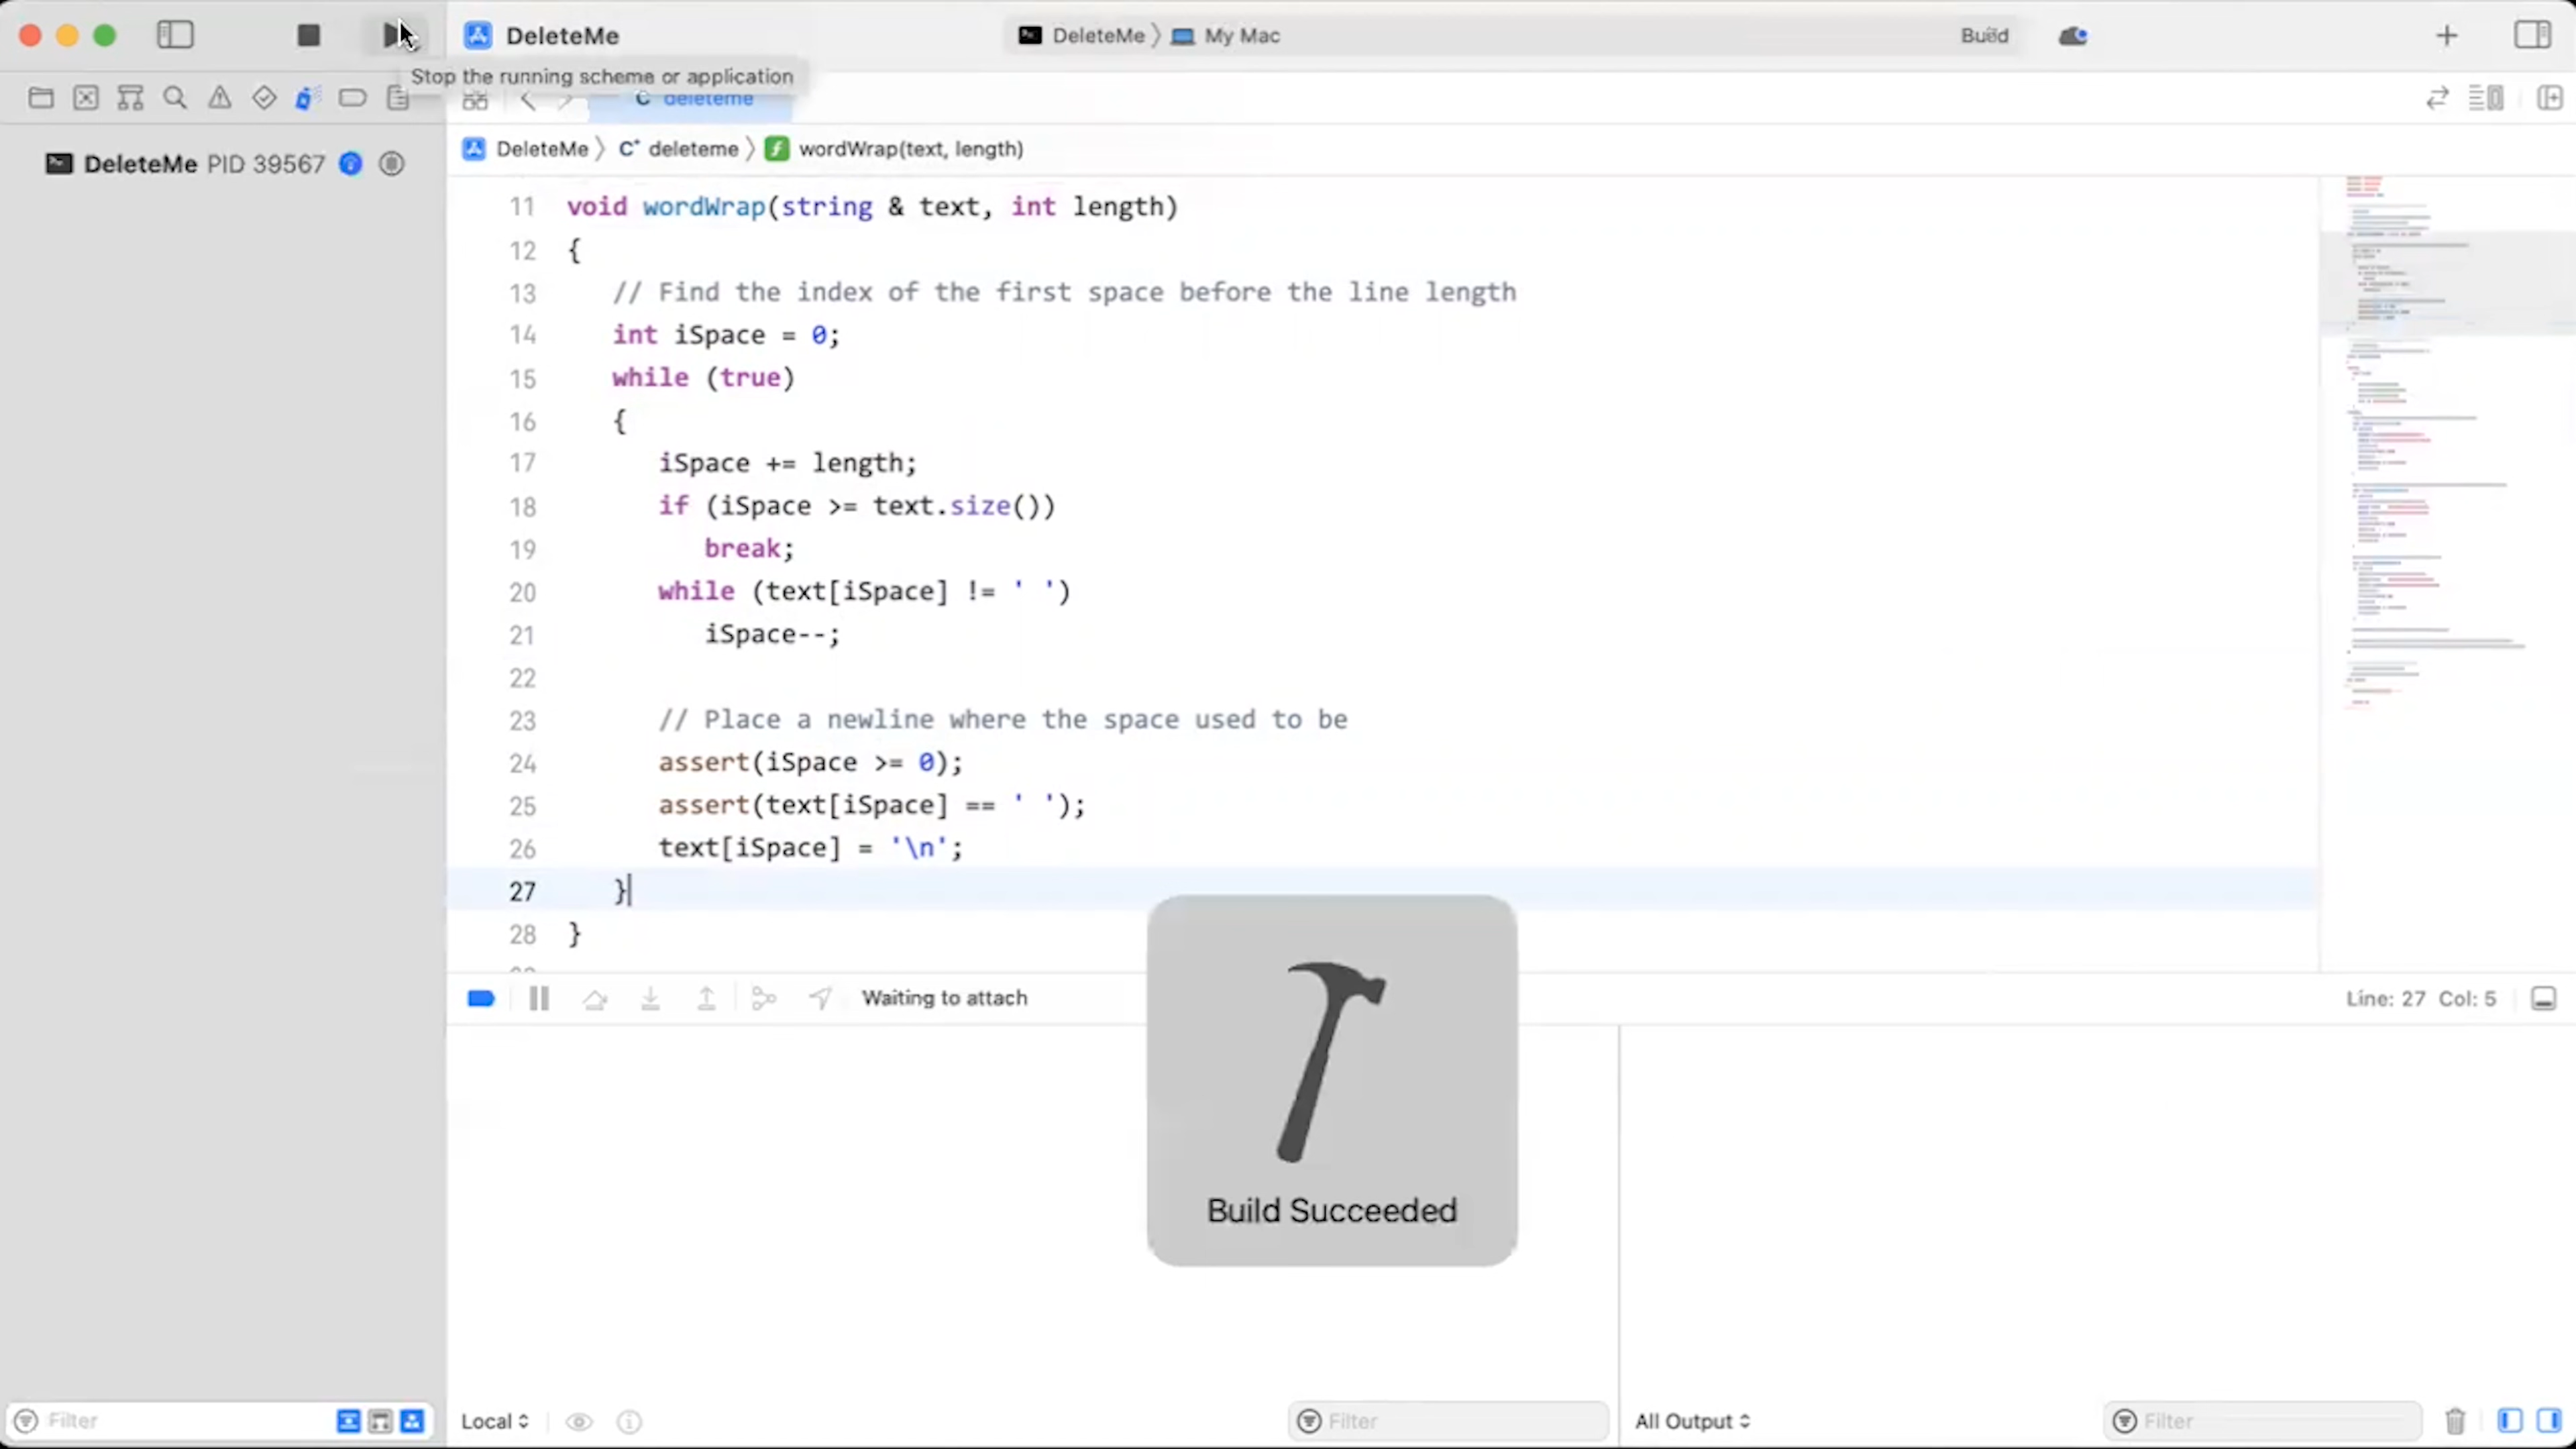 DeleteMe
DeleteMe 〉 My Mac
Stop the running scheme or application
deleteme
DeleteMe PID 39567
DeleteMe 〉 deleteme 〉 wordWrap(text, length)
11 void wordWrap(string & text, int length)
12 {
13 // Find the index of the first space before the line length
14 int iSpace = 0;
15 while (true)
16 {
17 iSpace += length;
18 if (iSpace >= text.size())
19 break;
20 while (text[iSpace] != ' ')
21 iSpace--;
22
23 // Place a newline where the space used to be
24 assert(iSpace >= 0);
25 assert(text[iSpace] == ' ');
26 text[iSpace] = '\n';
27 }
28 }
Waiting to attach
Line: 27 Col: 5
Build Succeeded
Filter
Local
Filter
All Output
Filter